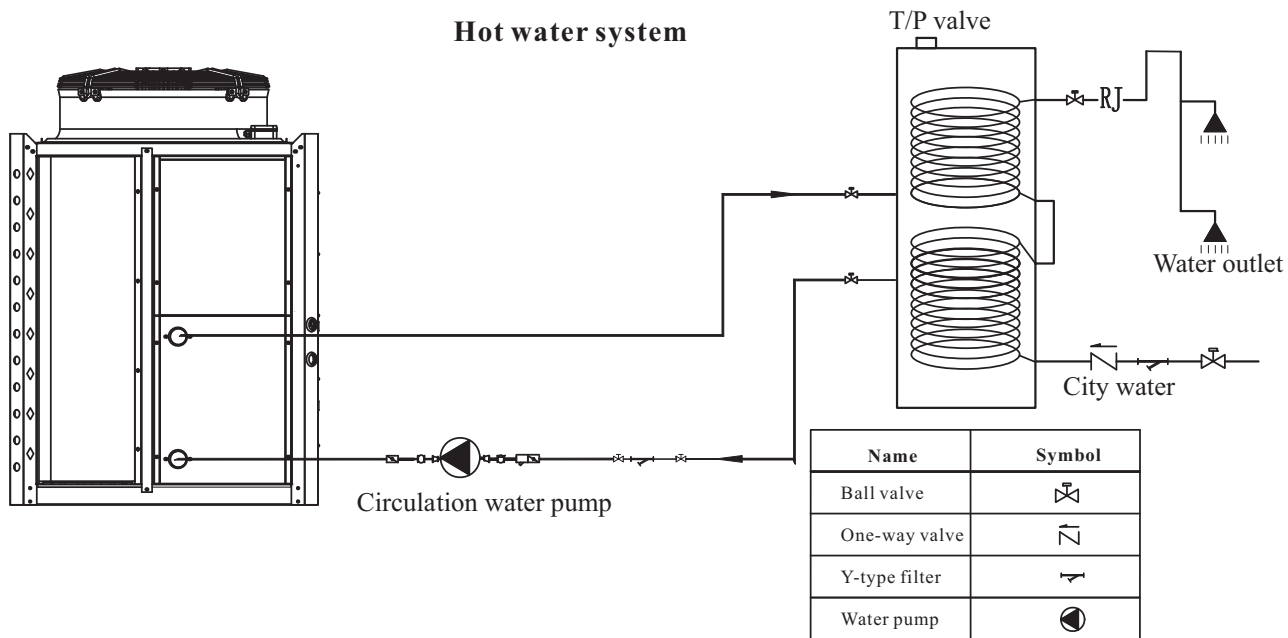 Hot water system
T/P valve
RJ
Water outlet
City water
Circulation water pump
Name Symbol
Ball valve
One-way valve
Y-type filter
Water pump